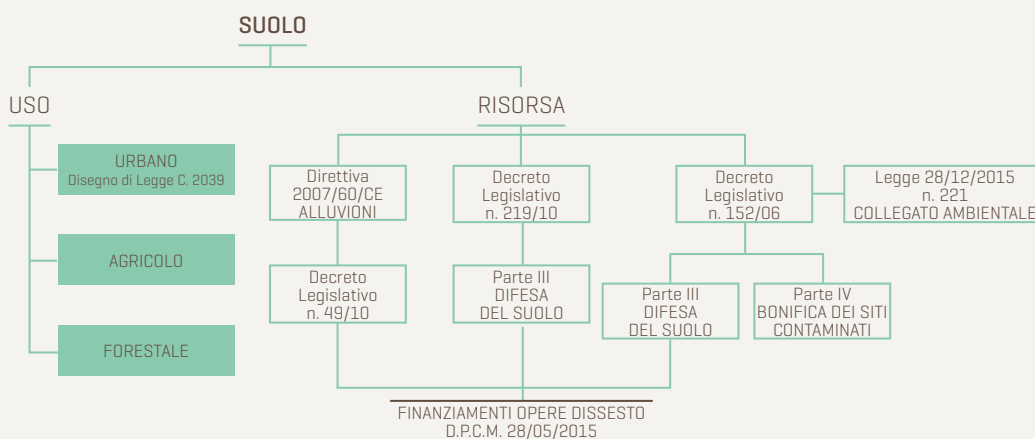 SUOLO
USO
RISORSA
URBANO
Disegno di Legge C. 2039
AGRICOLO
FORESTALE
Direttiva
2007/60/CE
ALLUVIONI
Decreto
Legislativo
n. 219/10
Decreto
Legislativo
n. 152/06
Legge 28/12/2015
n. 221
COLLEGATO AMBIENTALE
Decreto
Legislativo
n. 49/10
Parte III
DIFESA
DEL SUOLO
Parte III
DIFESA
DEL SUOLO
Parte IV
BONIFICA DEI SITI
CONTAMINATI
FINANZIAMENTI OPERE DISSESTO
D.P.C.M. 28/05/2015